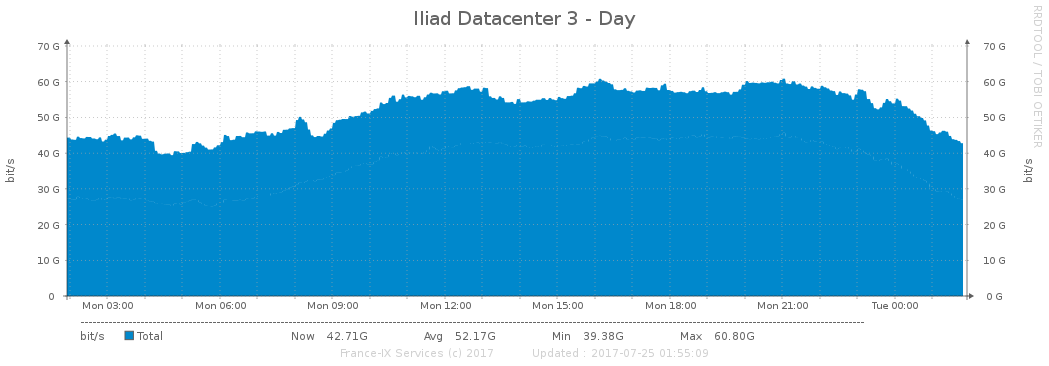 Iliad Datacenter 3 - Day
RRDTOOL / TOBI OETIKER
70 G 70 G
60 G 60 G
50 G 50 G
40 G 40 G
30 G 30 G
20 G 20 G
10 G 10 G
0 0 G
bit/s bit/s
Mon 03:00 Mon 06:00 Mon 09:00 Mon 12:00 Mon 15:00 Mon 18:00 Mon 21:00 Tue 00:00
bit/s Total Now 42.71G Avg 52.17G Min 39.38G Max 60.80G
France-IX Services (c) 2017 Updated : 2017-07-25 01:55:09